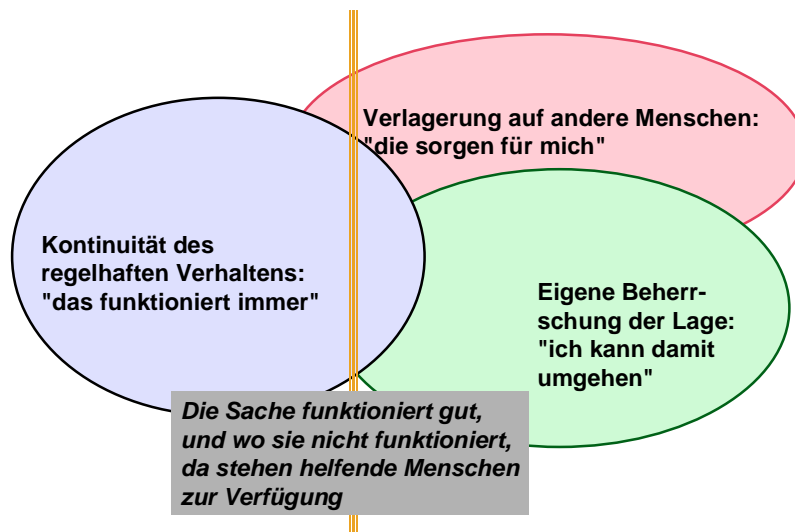 Verlagerung auf andere Menschen:
"die sorgen für mich"
Kontinuität des
regelhaften Verhaltens:
"das funktioniert immer"
Eigene Beherr-
schung der Lage:
"ich kann damit
umgehen"
Die Sache funktioniert gut,
und wo sie nicht funktioniert,
da stehen helfende Menschen
zur Verfügung